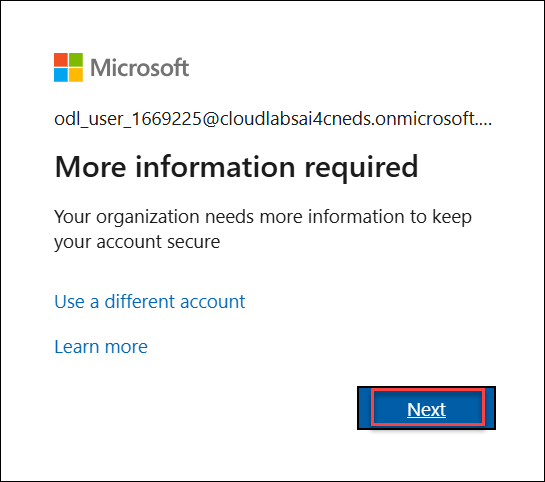 Microsoft
odl_user_1669225@cloudlabsai4cneds.onmicrosoft....
More information required
Your organization needs more information to keep
your account secure
Use a different account
Learn more
Next